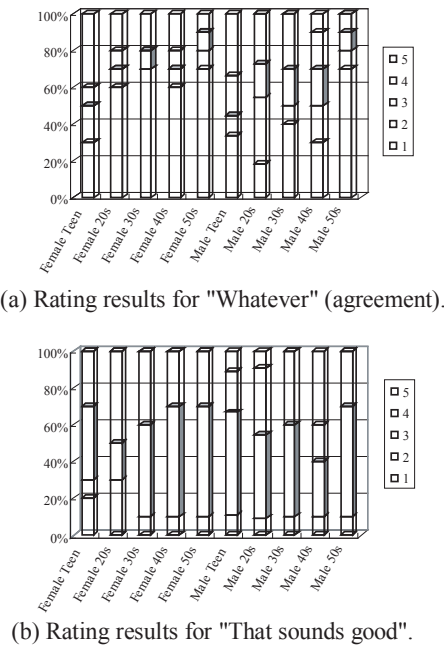 100%
80%
60%
40%
20%
0%
Female Teen
Female 20s
Female 30s
Female 40s
Female 50s
Male Teen
Male 20s
Male 30s
Male 40s
Male 50s
5
4
3
2
1
(a) Rating results for "Whatever" (agreement).
100%
80%
60%
40%
20%
0%
Female Teen
Female 20s
Female 30s
Female 40s
Female 50s
Male Teen
Male 20s
Male 30s
Male 40s
Male 50s
5
4
3
2
1
(b) Rating results for "That sounds good".